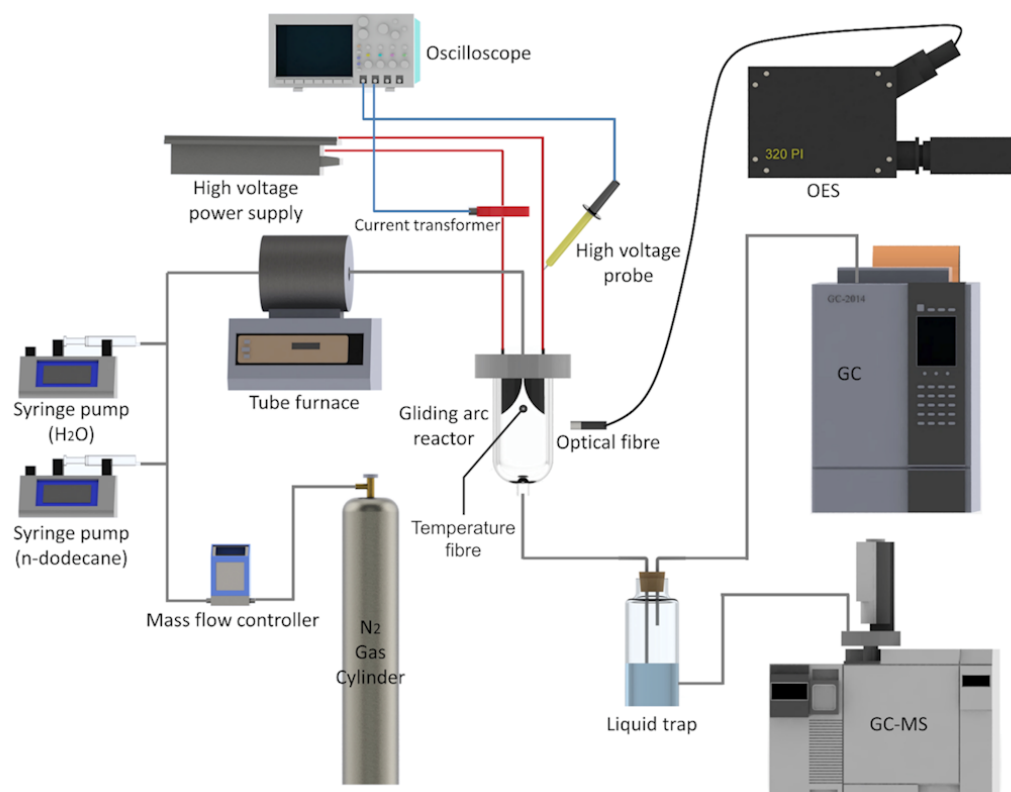 Oscilloscope
320 PI
OES
High voltage
power supply
Current transformer
High voltage
probe
GC-2014
GC
Tube furnace
Syringe pump
(H₂O)
Gliding arc
reactor
Optical fibre
Syringe pump
(n-dodecane)
Temperature
fibre
Mass flow controller
N₂
Gas
Cylinder
Liquid trap
GC-MS